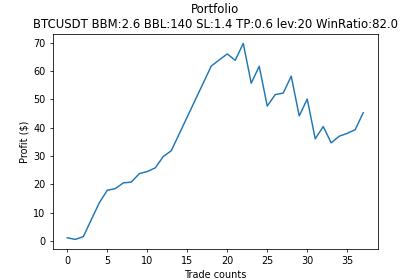 Portfolio
BTCUSDT BBM:2.6 BBL:140 SL:1.4 TP:0.6 lev:20 WinRatio:82.0
70
60
50
40
30
20
10
0
Profit ($)
0 5 10 15 20 25 30 35
Trade counts